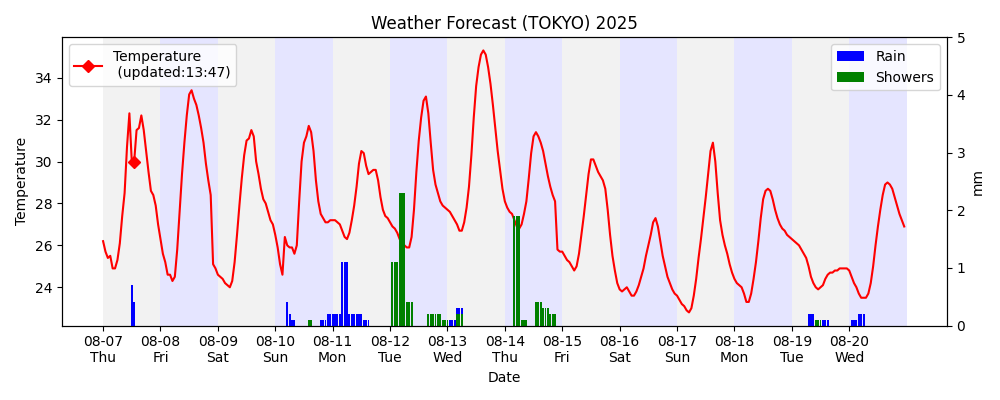 Weather Forecast (TOKYO) 2025
Temperature
(updated:13:47)
Rain
Showers
Temperature
34
32
30
28
26
24
5
4
3
2
1
0
mm
08-07 08-08 08-09 08-10 08-11 08-12 08-13 08-14 08-15 08-16 08-17 08-18 08-19 08-20
Thu Fri Sat Sun Mon Tue Wed Thu Fri Sat Sun Mon Tue Wed
Date